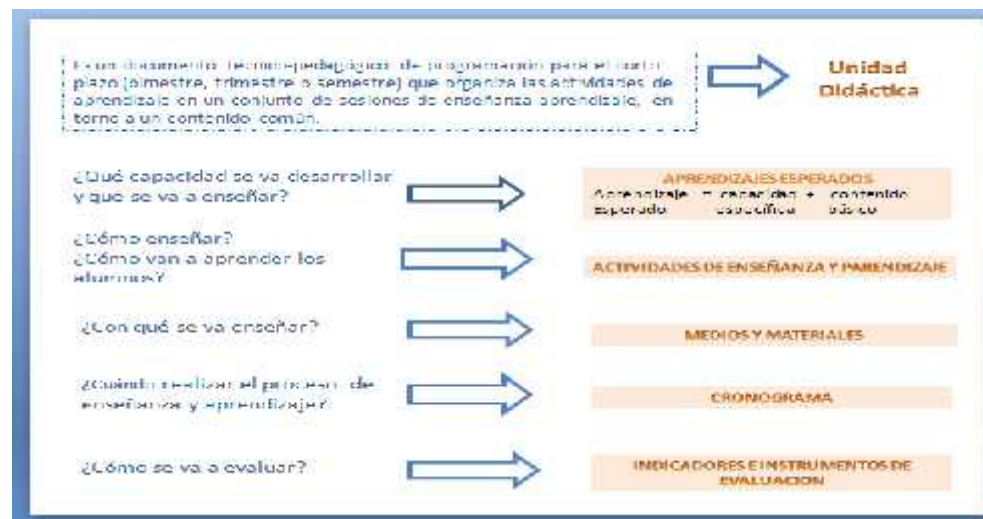 Es un documento técnico-pedagógico de programación para el corto
plazo (bimestre, trimestre o semestre) que organiza las actividades de
aprendizaje en un conjunto de sesiones de enseñanza aprendizaje, en
torno a un contenido común.
Unidad
Didáctica
¿Qué capacidad se va desarrollar
y que se va a enseñar?
APRENDIZAJES ESPERADOS
Aprendizaje = capacidad + contenido
Esperado específica básico
¿Cómo enseñar?
¿Cómo van a aprender los
alumnos?
ACTIVIDADES DE ENSEÑANZA Y PARENDIZAJE
¿Con qué se va enseñar?
MEDIOS Y MATERIALES
¿Cuándo realizar el proceso de
enseñanza y aprendizaje?
CRONOGRAMA
¿Cómo se va a evaluar?
INDICADORES E INSTRUMENTOS DE
EVALUACION